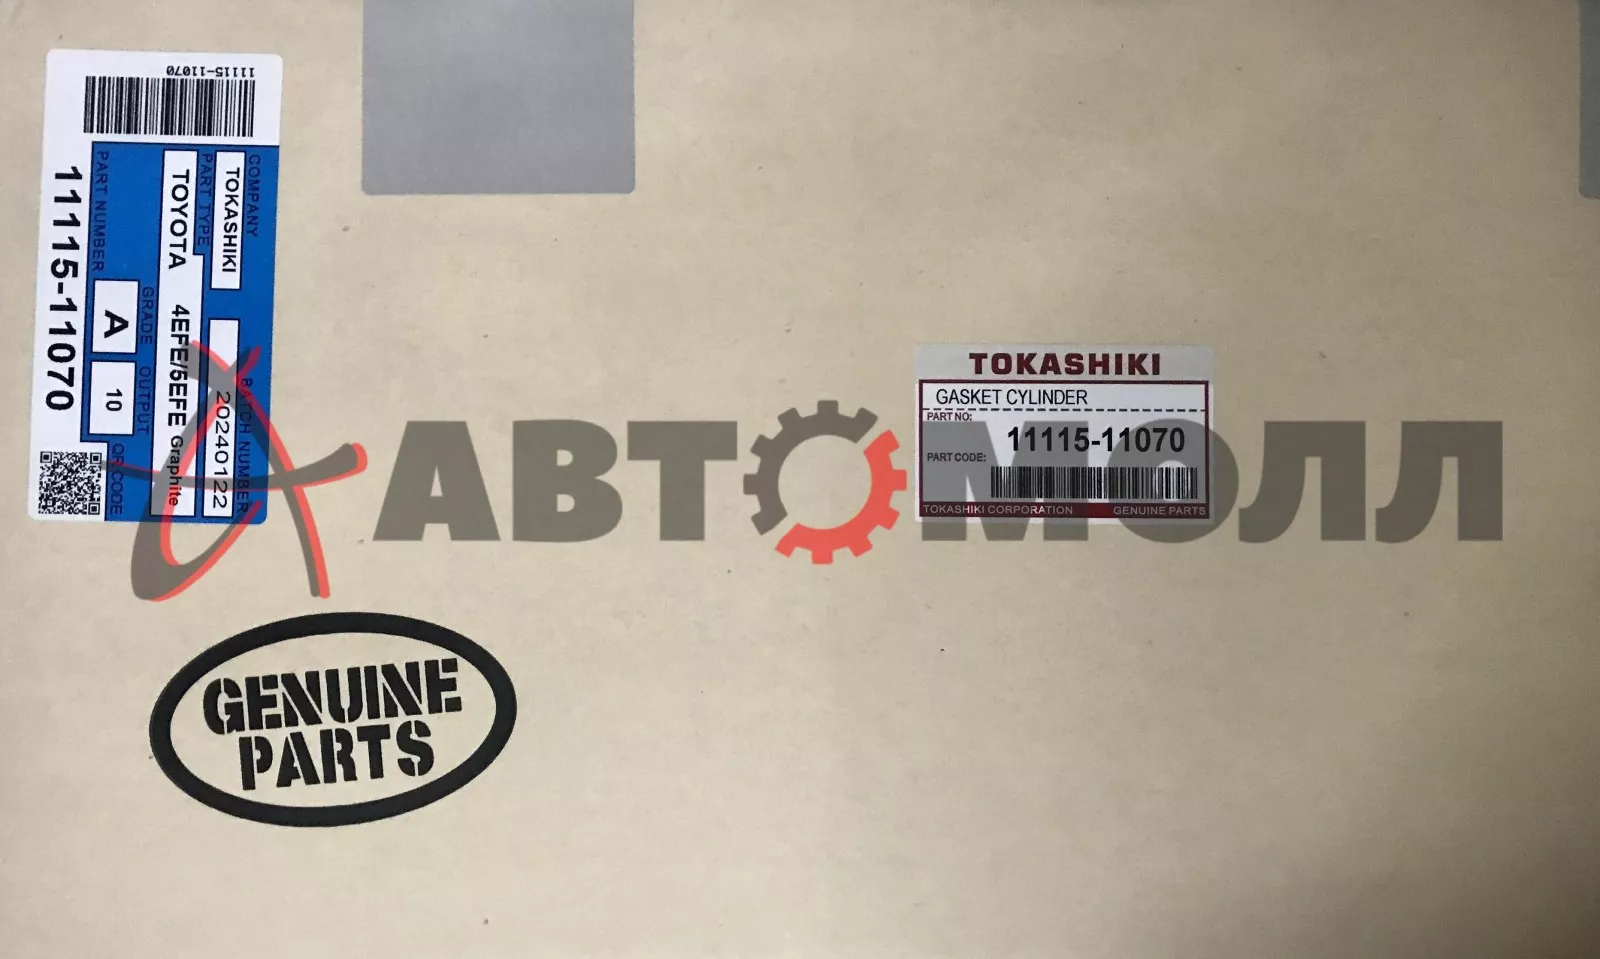 11115-11070
COMPANY
TOKASHIKI
BATCH NUMBER
20240122
PART TYPE
TOYOTA 4EFE/5EFE Graphite
GRADE OUTPUT QR CODE
A 10
PART NUMBER
11115-11070
TOKASHIKI
GASKET CYLINDER
PART NO:
11115-11070
PART CODE:
TOKASHIKI CORPORATION GENUINE PARTS
АВТОМОЛЛ
GENUINE
PARTS